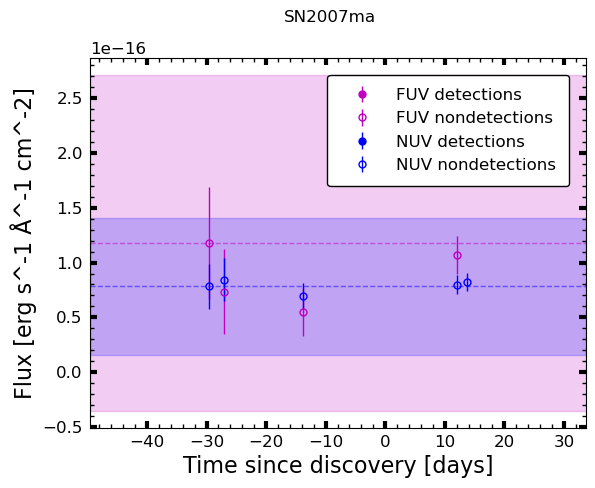 SN2007ma
1e−16
FUV detections
FUV nondetections
NUV detections
NUV nondetections
2.5
2.0
1.5
1.0
0.5
0.0
−0.5
Flux [erg s^-1 Å^-1 cm^-2]
−40 −30 −20 −10 0 10 20 30
Time since discovery [days]